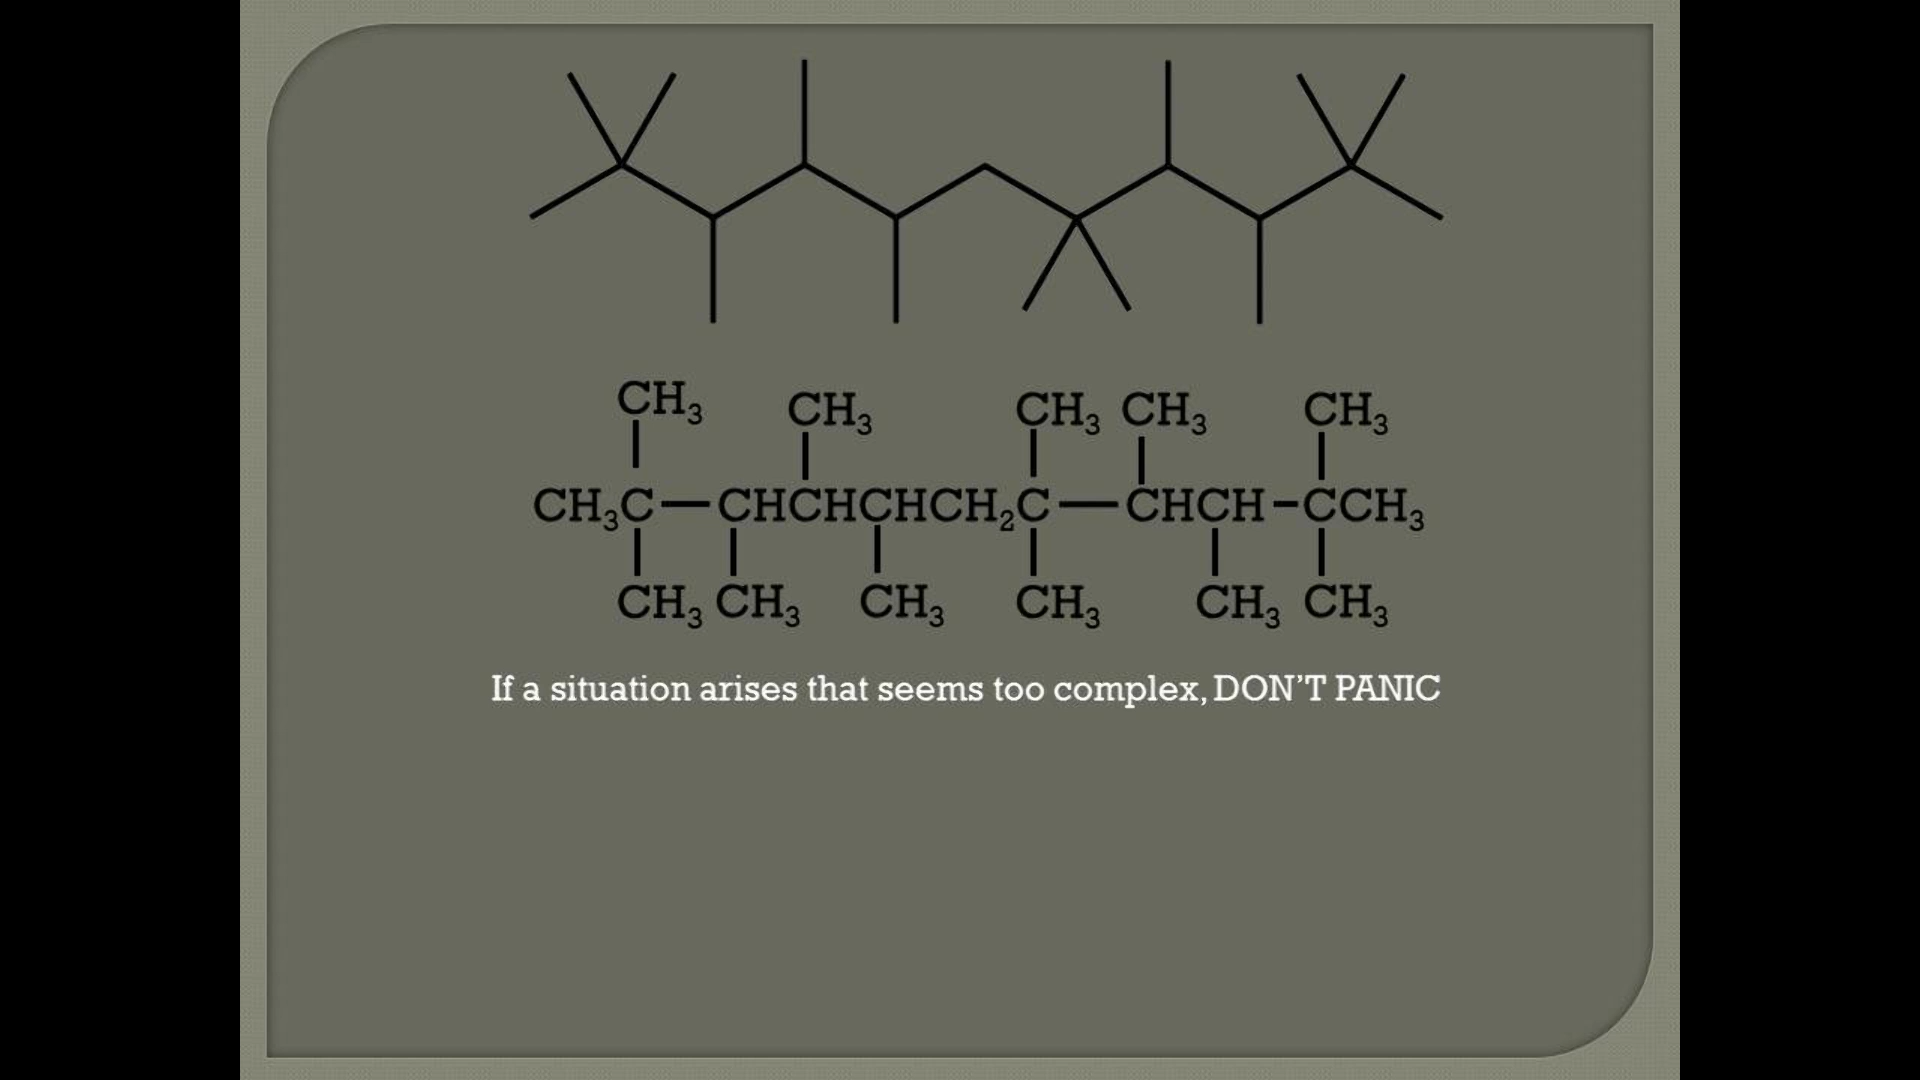 CH₃ CH₃ CH₃ CH₃ CH₃
CH₃C—CHCHCHCH₂C—CHCH–CCH₃
CH₃ CH₃ CH₃ CH₃ CH₃ CH₃
If a situation arises that seems too complex, DON'T PANIC